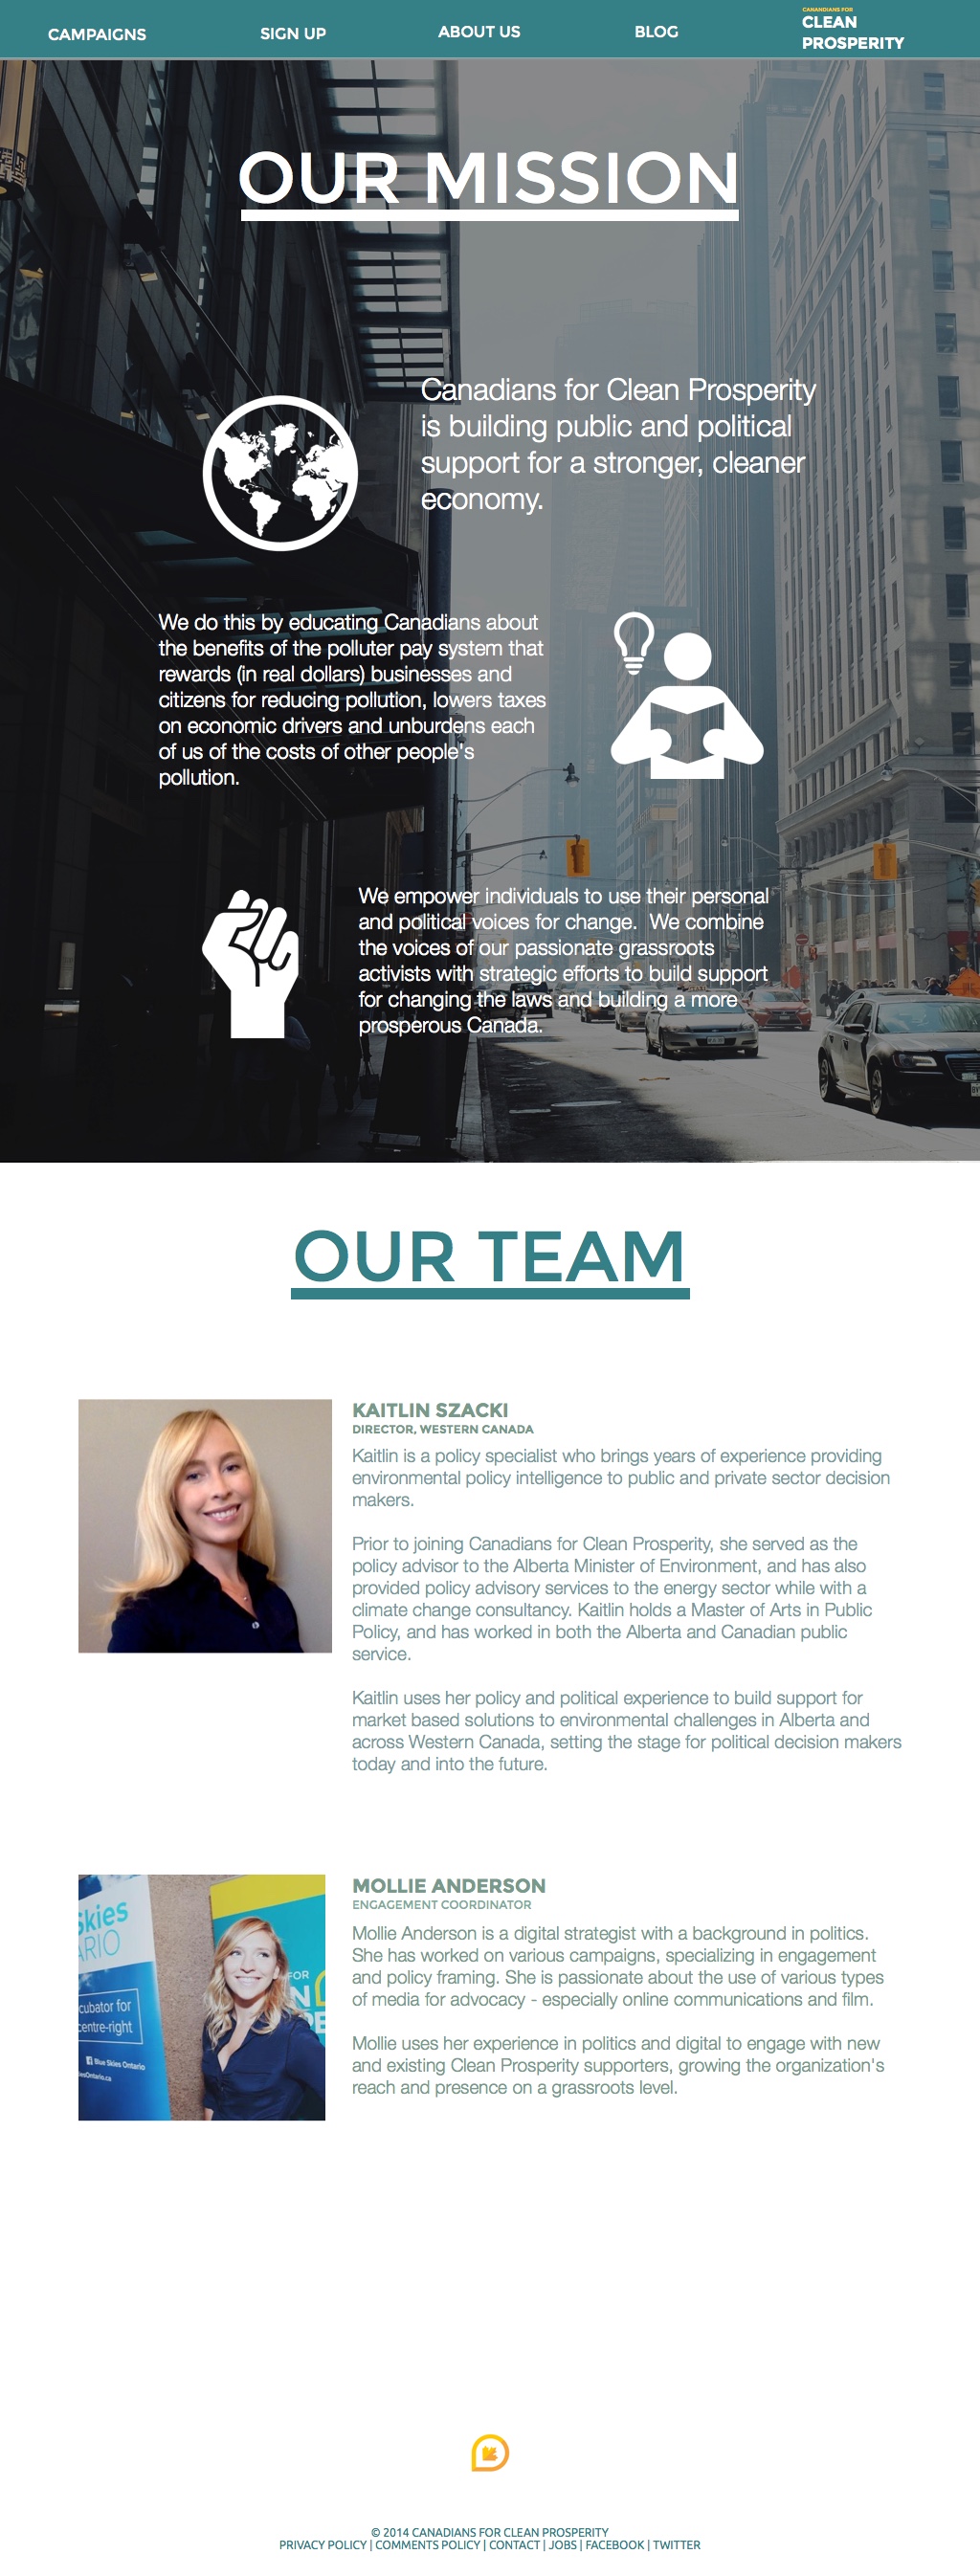 CAMPAIGNS
SIGN UP
ABOUT US
BLOG
CANANDIANS FOR
CLEAN
PROSPERITY
OUR MISSION
Canadians for Clean Prosperity
is building public and political
support for a stronger, cleaner
economy.
We do this by educating Canadians about
the benefits of the polluter pay system that
rewards (in real dollars) businesses and
citizens for reducing pollution, lowers taxes
on economic drivers and unburdens each
of us of the costs of other people's
pollution.
We empower individuals to use their personal
and political voices for change.  We combine
the voices of our passionate grassroots
activists with strategic efforts to build support
for changing the laws and building a more
prosperous Canada.
OUR TEAM
KAITLIN SZACKI
DIRECTOR, WESTERN CANADA
Kaitlin is a policy specialist who brings years of experience providing
environmental policy intelligence to public and private sector decision
makers.
Prior to joining Canadians for Clean Prosperity, she served as the
policy advisor to the Alberta Minister of Environment, and has also
provided policy advisory services to the energy sector while with a
climate change consultancy. Kaitlin holds a Master of Arts in Public
Policy, and has worked in both the Alberta and Canadian public
service.
Kaitlin uses her policy and political experience to build support for
market based solutions to environmental challenges in Alberta and
across Western Canada, setting the stage for political decision makers
today and into the future.
Skies
ARIO
cubator for
centre-right
Blue Skies Ontario
iesOntario.ca
FOR
N
PE
MOLLIE ANDERSON
ENGAGEMENT COORDINATOR
Mollie Anderson is a digital strategist with a background in politics.
She has worked on various campaigns, specializing in engagement
and policy framing. She is passionate about the use of various types
of media for advocacy - especially online communications and film.
Mollie uses her experience in politics and digital to engage with new
and existing Clean Prosperity supporters, growing the organization's
reach and presence on a grassroots level.
© 2014 CANADIANS FOR CLEAN PROSPERITY
PRIVACY POLICY | COMMENTS POLICY | CONTACT | JOBS | FACEBOOK | TWITTER